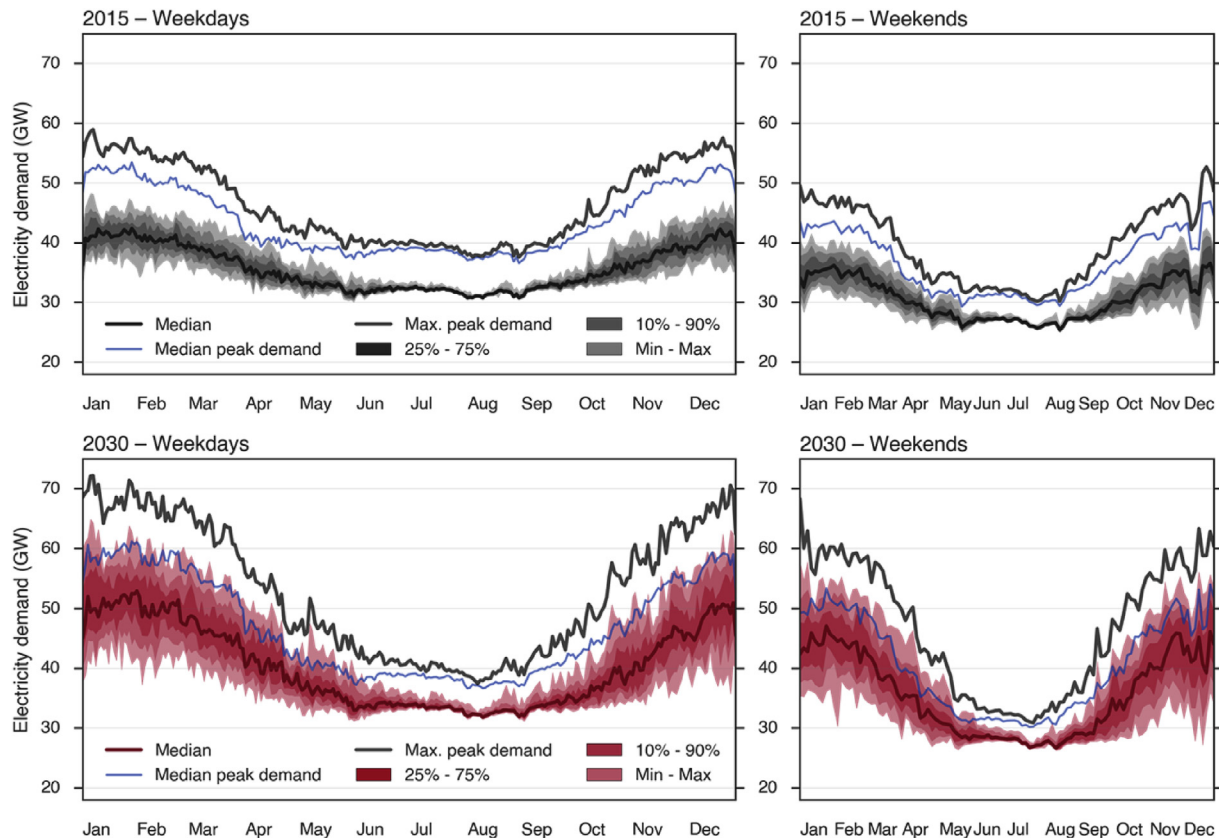 2015 – Weekdays
2015 – Weekends
Electricity demand (GW)
70
60
50
40
30
20
70
60
50
40
30
20
Median
Max. peak demand
10% - 90%
Median peak demand
25% - 75%
Min - Max
Jan Feb Mar Apr May Jun Jul Aug Sep Oct Nov Dec
Jan Feb Mar Apr May Jun Jul Aug Sep Oct Nov Dec
2030 – Weekdays
2030 – Weekends
Electricity demand (GW)
70
60
50
40
30
20
70
60
50
40
30
20
Median
Max. peak demand
10% - 90%
Median peak demand
25% - 75%
Min - Max
Jan Feb Mar Apr May Jun Jul Aug Sep Oct Nov Dec
Jan Feb Mar Apr May Jun Jul Aug Sep Oct Nov Dec